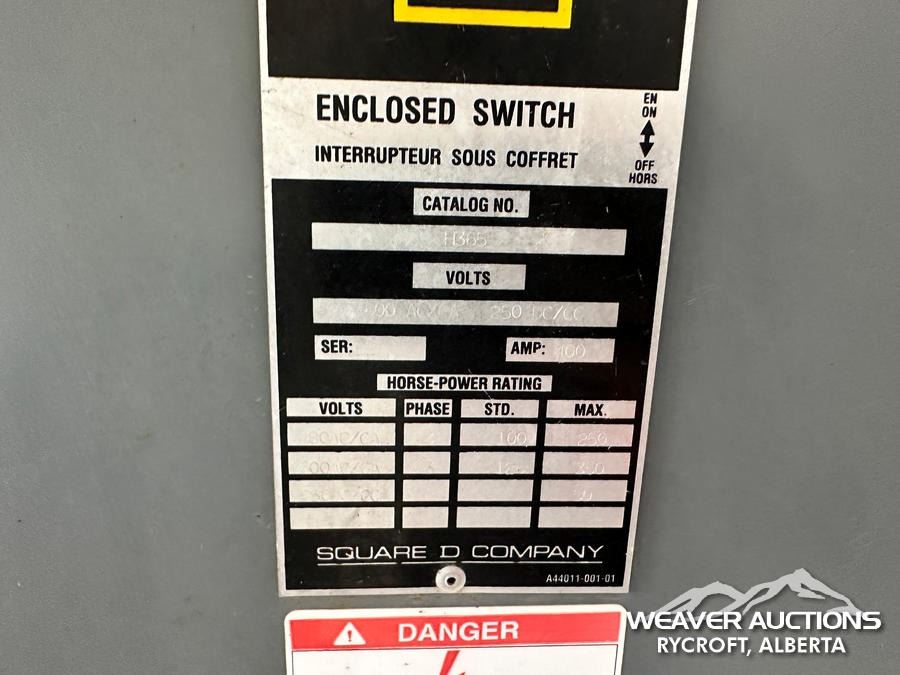 ENCLOSED SWITCH
INTERRUPTEUR SOUS COFFRET
EN
ON
OFF
HORS
CATALOG NO.
H365
VOLTS
AC/CA 250 DC/CC
SER:
AMP: 400
HORSE-POWER RATING
VOLTS PHASE STD. MAX.
100 250
SQUARE D COMPANY
A44011-001-01
DANGER
WEAVER AUCTIONS
RYCROFT, ALBERTA